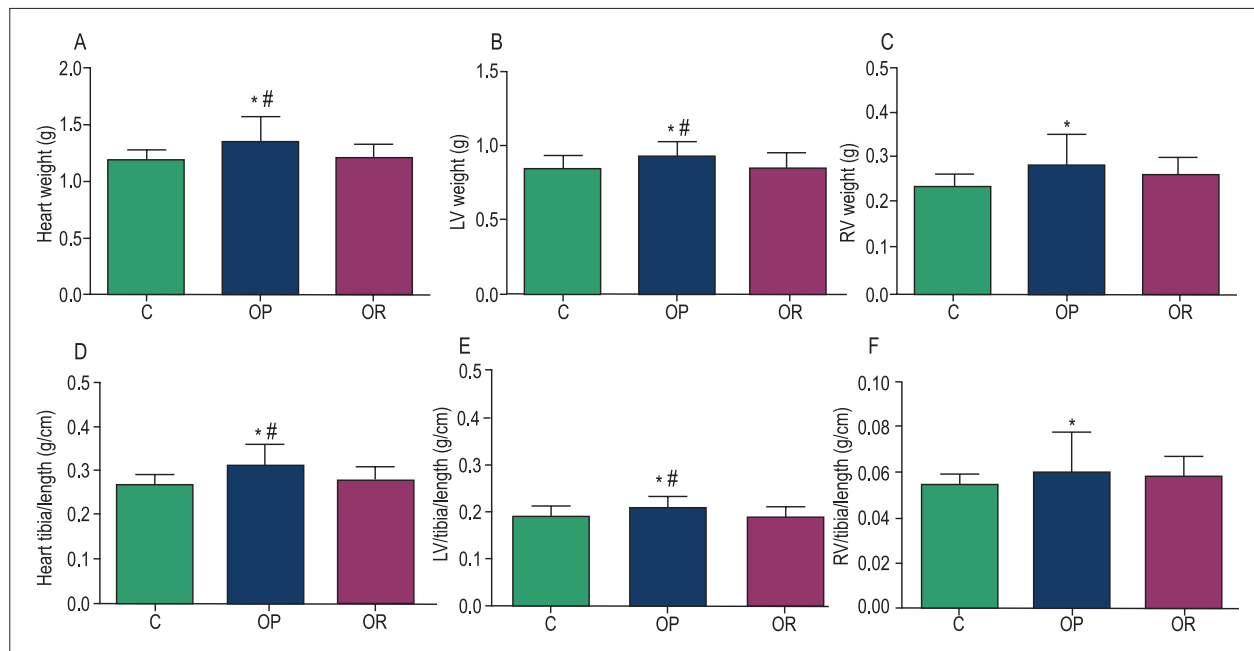 A
Heart weight (g)
2.0
1.5
1.0
0.5
0.0
* #
C OP OR
B
LV weight (g)
1.5
1.0
0.5
0.0
* #
C OP OR
C
RV weight (g)
0.5
0.4
0.3
0.2
0.1
0.0
*
C OP OR
D
Heart tibia/length (g/cm)
0.5
0.4
0.3
0.2
0.1
0.0
* #
C OP OR
E
LV/tibia/length (g/cm)
0.5
0.4
0.3
0.2
0.1
0.0
* #
C OP OR
F
RV/tibia/length (g/cm)
0.10
0.08
0.06
0.04
0.02
0.00
*
C OP OR